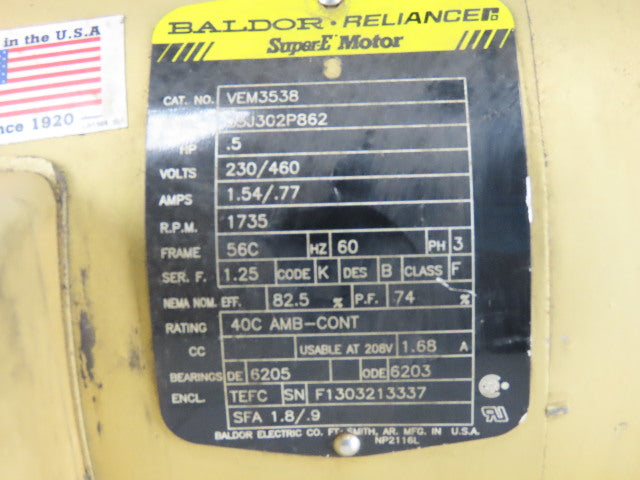 in the U.S.A
nce 1920
BALDOR · RELIANCE
Super-E Motor
CAT. NO. VEM3538
J302P862
HP .5
VOLTS 230/460
AMPS 1.54/.77
R.P.M. 1735
FRAME 56C HZ 60 PH 3
SER. F. 1.25 CODE K DES B CLASS F
NEMA NOM. EFF. 82.5 % P.F. 74 %
RATING 40C AMB-CONT
CC USABLE AT 208V 1.68 A
BEARINGS DE 6205 ODE 6203
ENCL. TEFC SN F1303213337
SFA 1.8/.9
BALDOR ELECTRIC CO. FT. SMITH, AR. MFG. IN U.S.A.
NP2116L